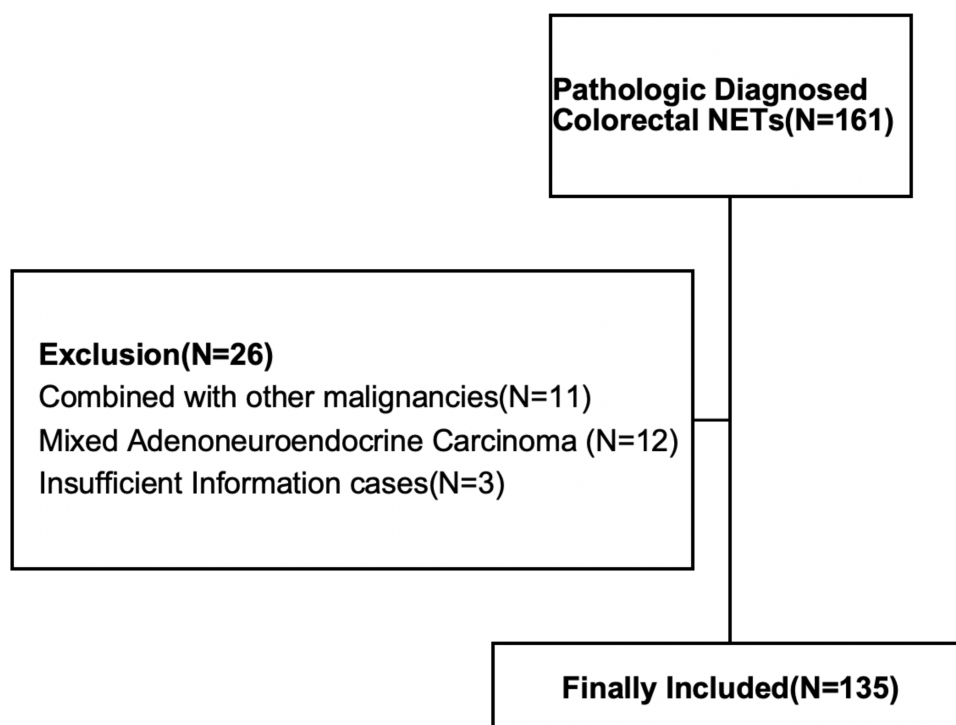 Pathologic Diagnosed
Colorectal NETs(N=161)
Exclusion(N=26)
Combined with other malignancies(N=11)
Mixed Adenoneuroendocrine Carcinoma (N=12)
Insufficient Information cases(N=3)
Finally Included(N=135)